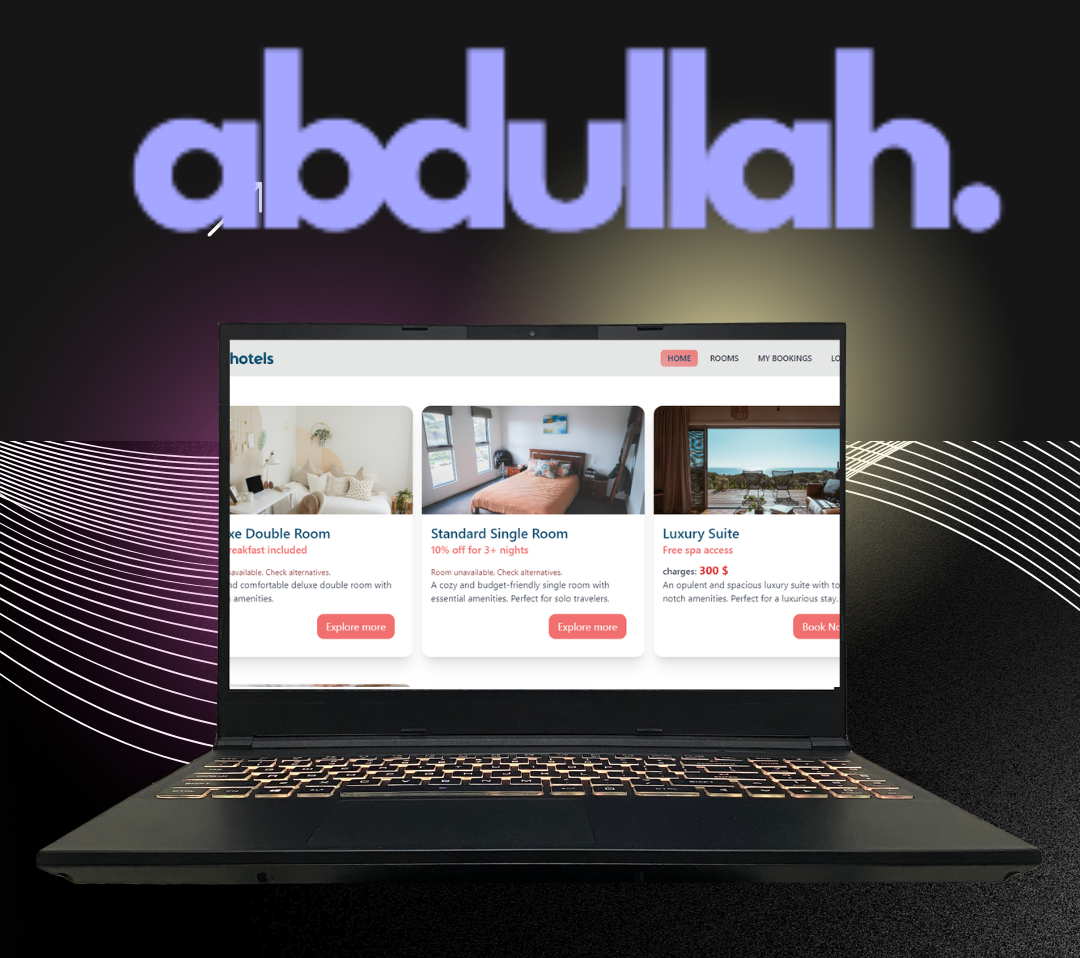 abdullah.
hotels
HOME ROOMS MY BOOKINGS LO
xe Double Room
reakfast included
available. Check alternatives.
nd comfortable deluxe double room with
amenities.
Explore more
Standard Single Room
10% off for 3+ nights
Room unavailable. Check alternatives.
A cozy and budget-friendly single room with
essential amenities. Perfect for solo travelers.
Explore more
Luxury Suite
Free spa access
charges: 300 $
An opulent and spacious luxury suite with to
notch amenities. Perfect for a luxurious stay.
Book No